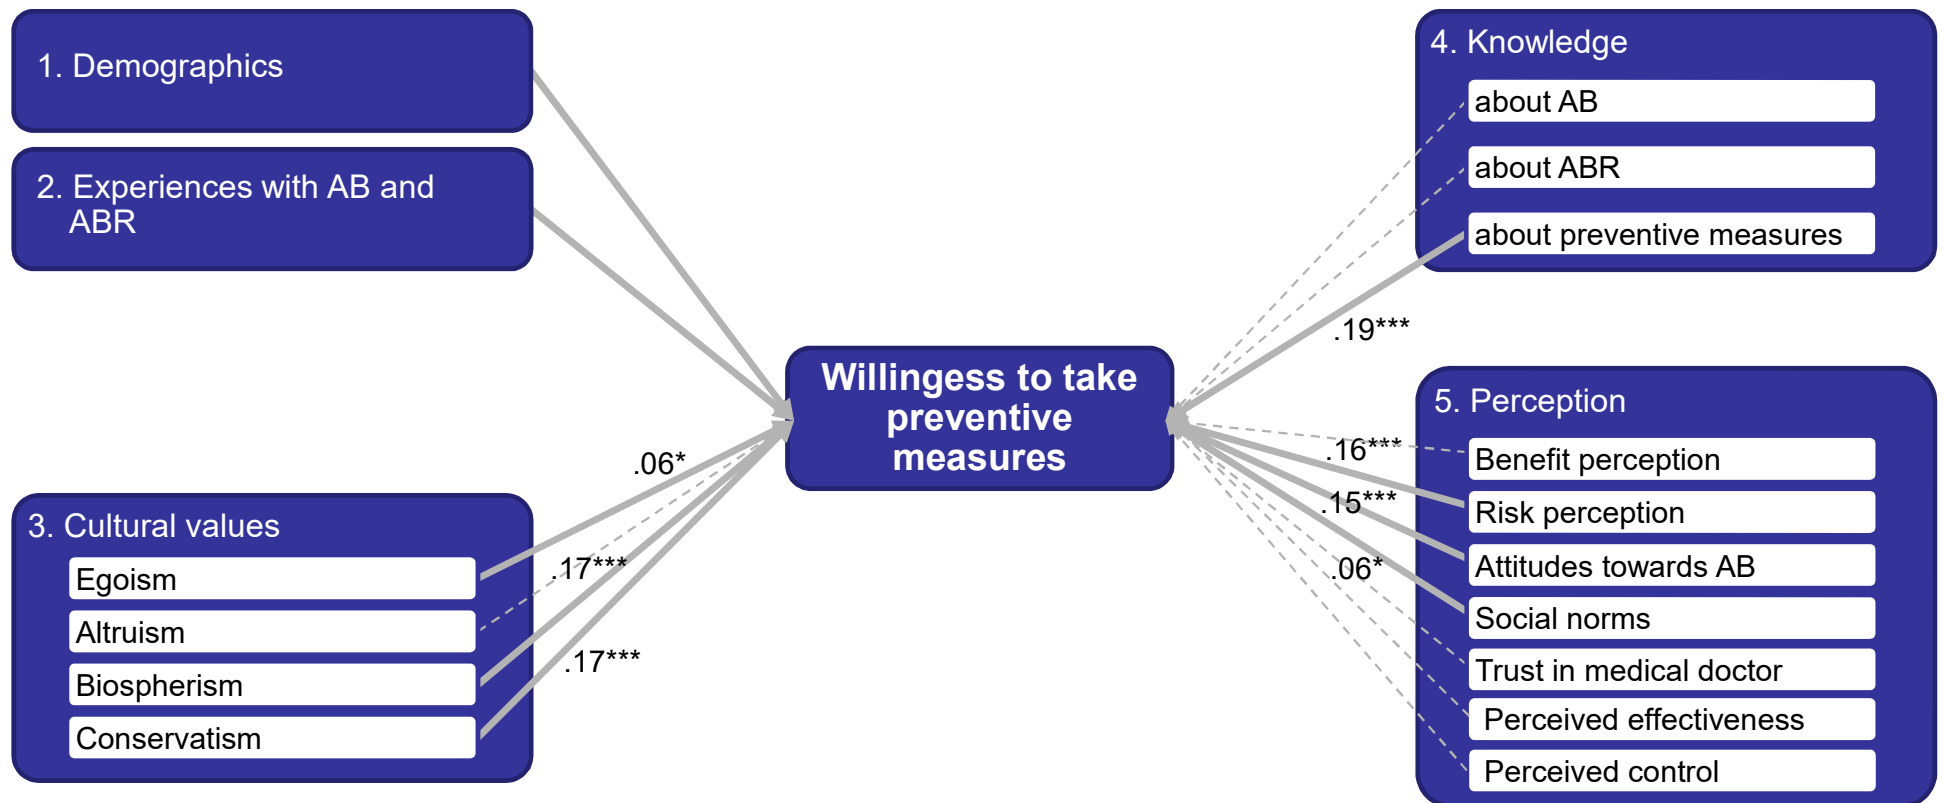 1. Demographics
2. Experiences with AB and
ABR
3. Cultural values
Egoism
Altruism
Biospherism
Conservatism
.06*
.17***
.17***
Willingess to take
preventive
measures
4. Knowledge
about AB
about ABR
about preventive measures
.19***
5. Perception
Benefit perception
Risk perception
Attitudes towards AB
Social norms
Trust in medical doctor
Perceived effectiveness
Perceived control
.16***
.15***
.06*